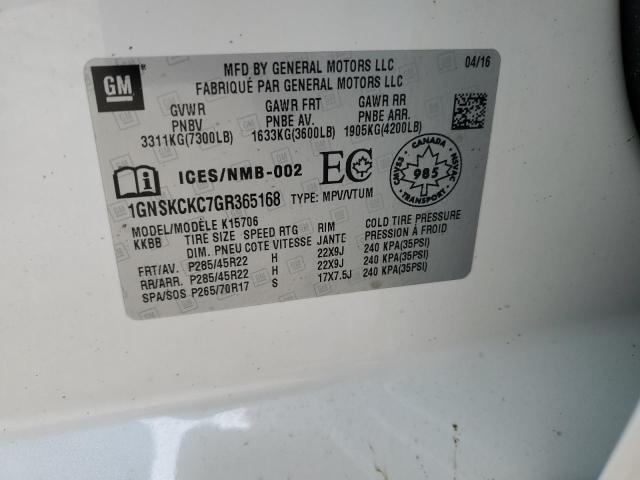 GM
MFD BY GENERAL MOTORS LLC 04/16
FABRIQUÉ PAR GENERAL MOTORS LLC
GVWR GAWR FRT GAWR RR
PNBV PNBE AV. PNBE ARR.
3311KG(7300LB) 1633KG(3600LB) 1905KG(4200LB)
ICES/NMB-002 EC
CANADA
CMVSS 985 NSVAC
TRANSPORT
1GNSKCKC7GR365168 TYPE: MPV/VTUM
MODEL/MODÈLE K15706
KKBB TIRE SIZE SPEED RTG RIM COLD TIRE PRESSURE
DIM. PNEU COTE VITESSE JANTE PRESSION À FROID
FRT/AV. P285/45R22 H 22X9J 240 KPA(35PSI)
RR/ARR. P285/45R22 H 22X9J 240 KPA(35PSI)
SPA/SOS P265/70R17 S 17X7.5J 240 KPA(35PSI)